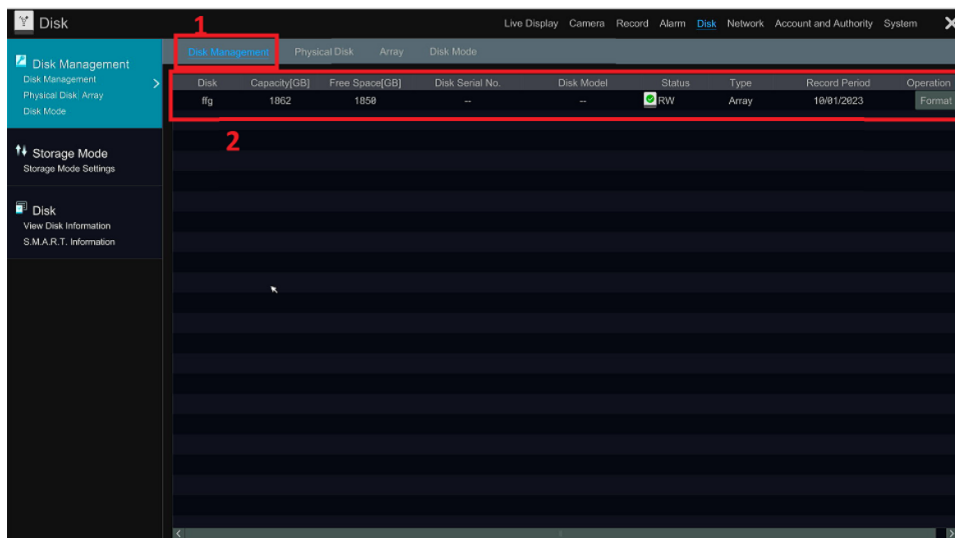 Disk
1
Live Display Camera Record Alarm Disk Network Account and Authority System X
Disk Management
Disk Management
Physical Disk: Array
Disk Mode
Storage Mode
Storage Mode Settings
Disk
View Disk Information
S.M.A.R.T. Information
Disk Management Physical Disk Array Disk Mode
Disk Capacity[GB] Free Space[GB] Disk Serial No. Disk Model Status Type Record Period Operation
ffg 1862 1850 -- -- RW Array 10/01/2023 Format
2